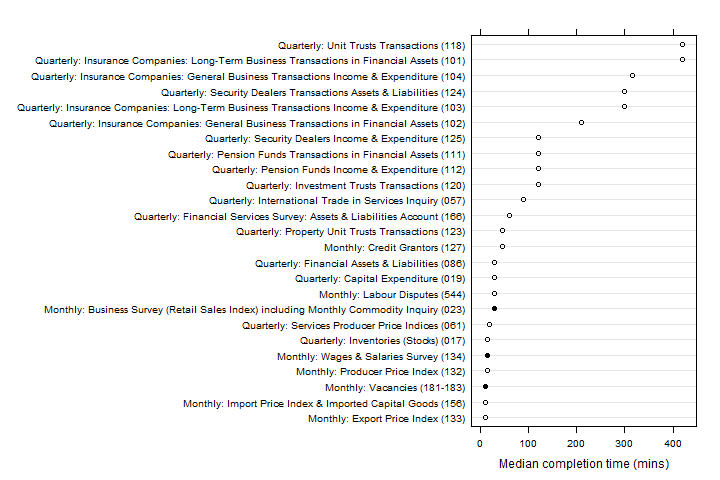 Quarterly: Unit Trusts Transactions (118)
Quarterly: Insurance Companies: Long-Term Business Transactions in Financial Assets (101)
Quarterly: Insurance Companies: General Business Transactions Income & Expenditure (104)
Quarterly: Security Dealers Transactions Assets & Liabilities (124)
Quarterly: Insurance Companies: Long-Term Business Transactions Income & Expenditure (103)
Quarterly: Insurance Companies: General Business Transactions in Financial Assets (102)
Quarterly: Security Dealers Income & Expenditure (125)
Quarterly: Pension Funds Transactions in Financial Assets (111)
Quarterly: Pension Funds Income & Expenditure (112)
Quarterly: Investment Trusts Transactions (120)
Quarterly: International Trade in Services Inquiry (057)
Quarterly: Financial Services Survey: Assets & Liabilities Account (166)
Quarterly: Property Unit Trusts Transactions (123)
Monthly: Credit Grantors (127)
Quarterly: Financial Assets & Liabilities (086)
Quarterly: Capital Expenditure (019)
Monthly: Labour Disputes (544)
Monthly: Business Survey (Retail Sales Index) including Monthly Commodity Inquiry (023)
Quarterly: Services Producer Price Indices (061)
Quarterly: Inventories (Stocks) (017)
Monthly: Wages & Salaries Survey (134)
Monthly: Producer Price Index (132)
Monthly: Vacancies (181-183)
Monthly: Import Price Index & Imported Capital Goods (156)
Monthly: Export Price Index (133)
0 100 200 300 400
Median completion time (mins)